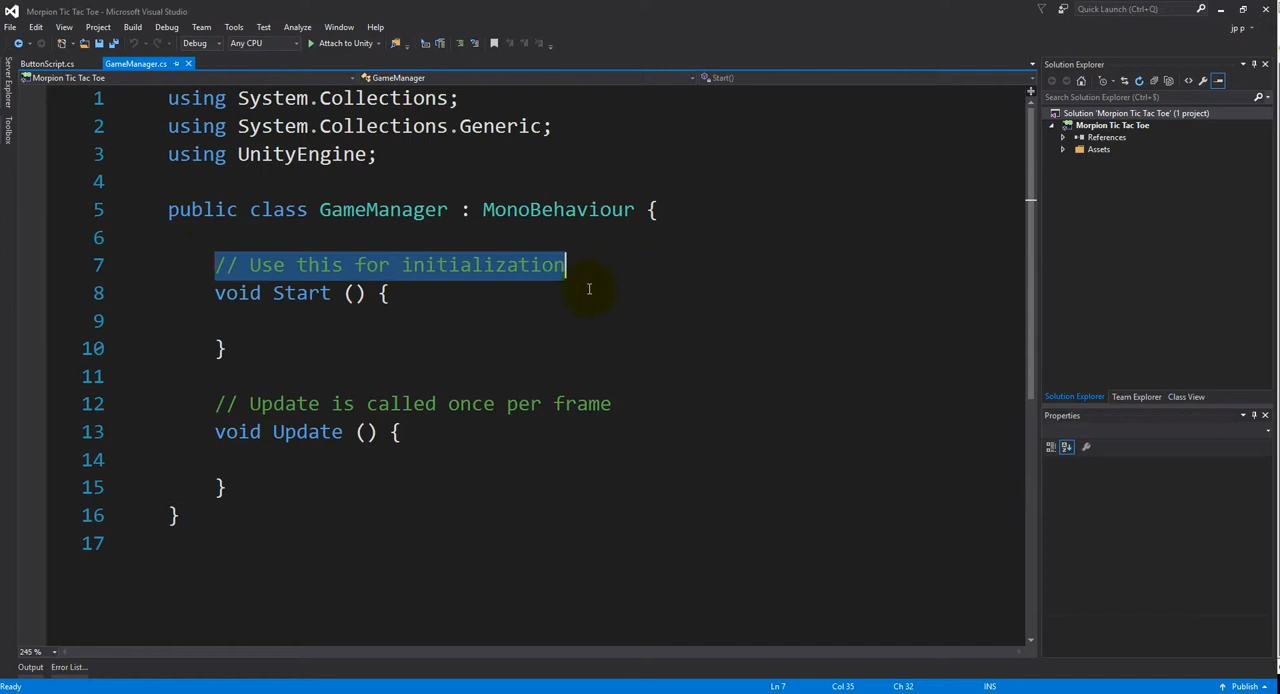 Morpion Tic Tac Toe - Microsoft Visual Studio
Quick Launch (Ctrl+Q)
File Edit View Project Build Debug Team Tools Test Analyze Window Help
jp p
Debug Any CPU Attach to Unity
ButtonScript.cs GameManager.cs
Morpion Tic Tac Toe GameManager Start()
Server Explorer
Toolbox
1 using System.Collections;
2 using System.Collections.Generic;
3 using UnityEngine;
4
5 public class GameManager : MonoBehaviour {
6
7 // Use this for initialization
8 void Start () {
9
10 }
11
12 // Update is called once per frame
13 void Update () {
14
15 }
16 }
17
245 %
Solution Explorer
Search Solution Explorer (Ctrl+$)
Solution 'Morpion Tic Tac Toe' (1 project)
Morpion Tic Tac Toe
References
Assets
Solution Explorer Team Explorer Class View
Properties
Output Error List...
Ready Ln 7 Col 35 Ch 32 INS Publish